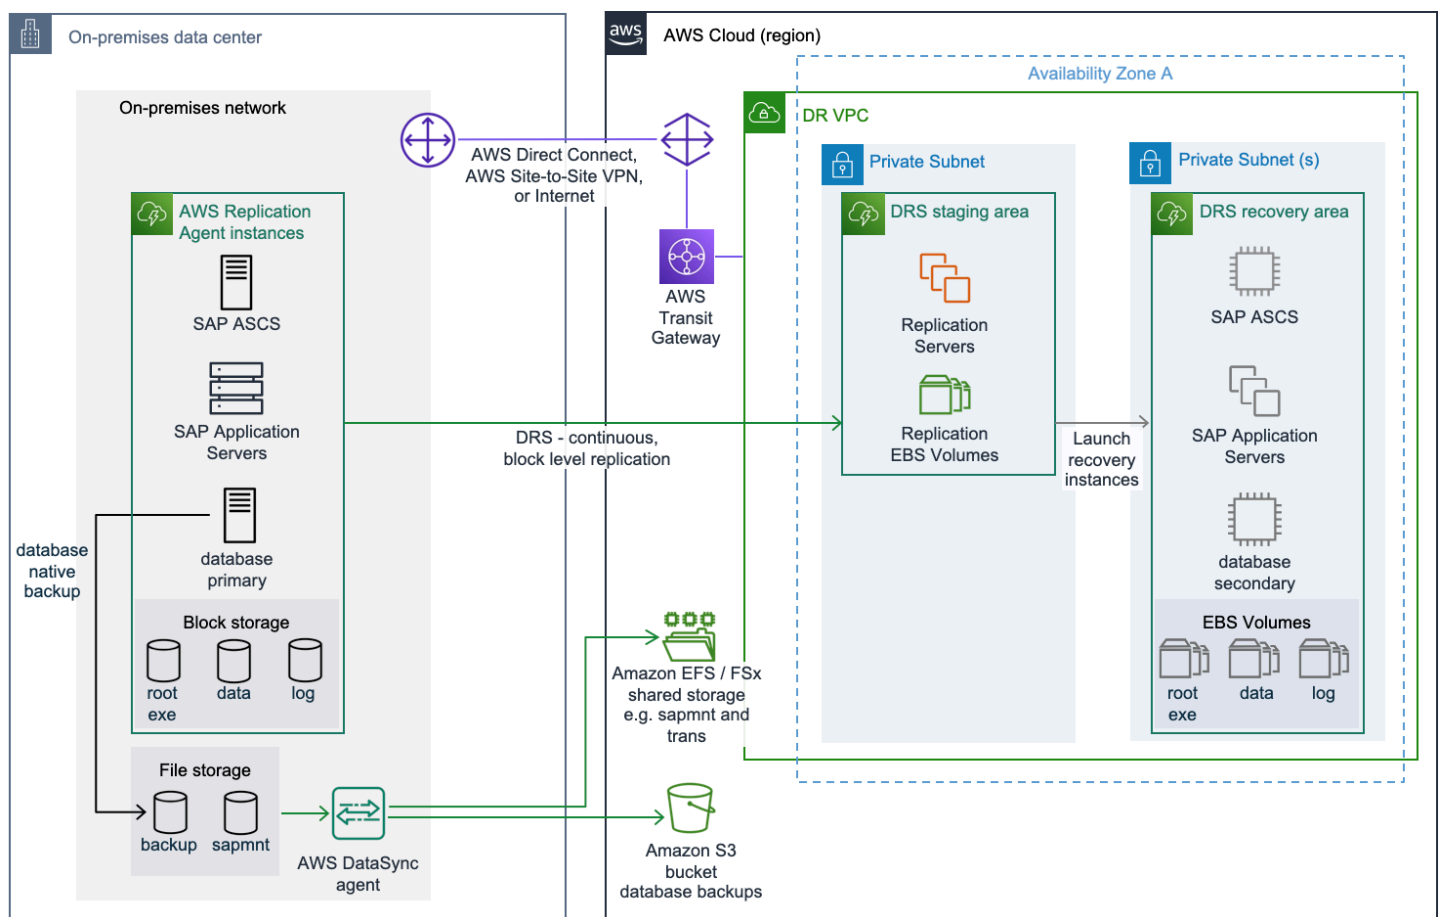 On-premises data center
aws
AWS Cloud (region)
Availability Zone A
On-premises network
DR VPC
AWS Direct Connect,
AWS Site-to-Site VPN,
or Internet
Private Subnet
Private Subnet (s)
AWS Replication
Agent instances
DRS staging area
DRS recovery area
SAP ASCS
AWS
Transit
Gateway
Replication
Servers
SAP ASCS
SAP Application
Servers
DRS - continuous,
block level replication
Replication
EBS Volumes
Launch
recovery
instances
SAP Application
Servers
database
native
backup
database
primary
database
secondary
Block storage
root
exe
data
log
EBS Volumes
root
exe
data
log
Amazon EFS / FSx
shared storage
e.g. sapmnt and
trans
File storage
backup
sapmnt
AWS DataSync
agent
Amazon S3
bucket
database backups